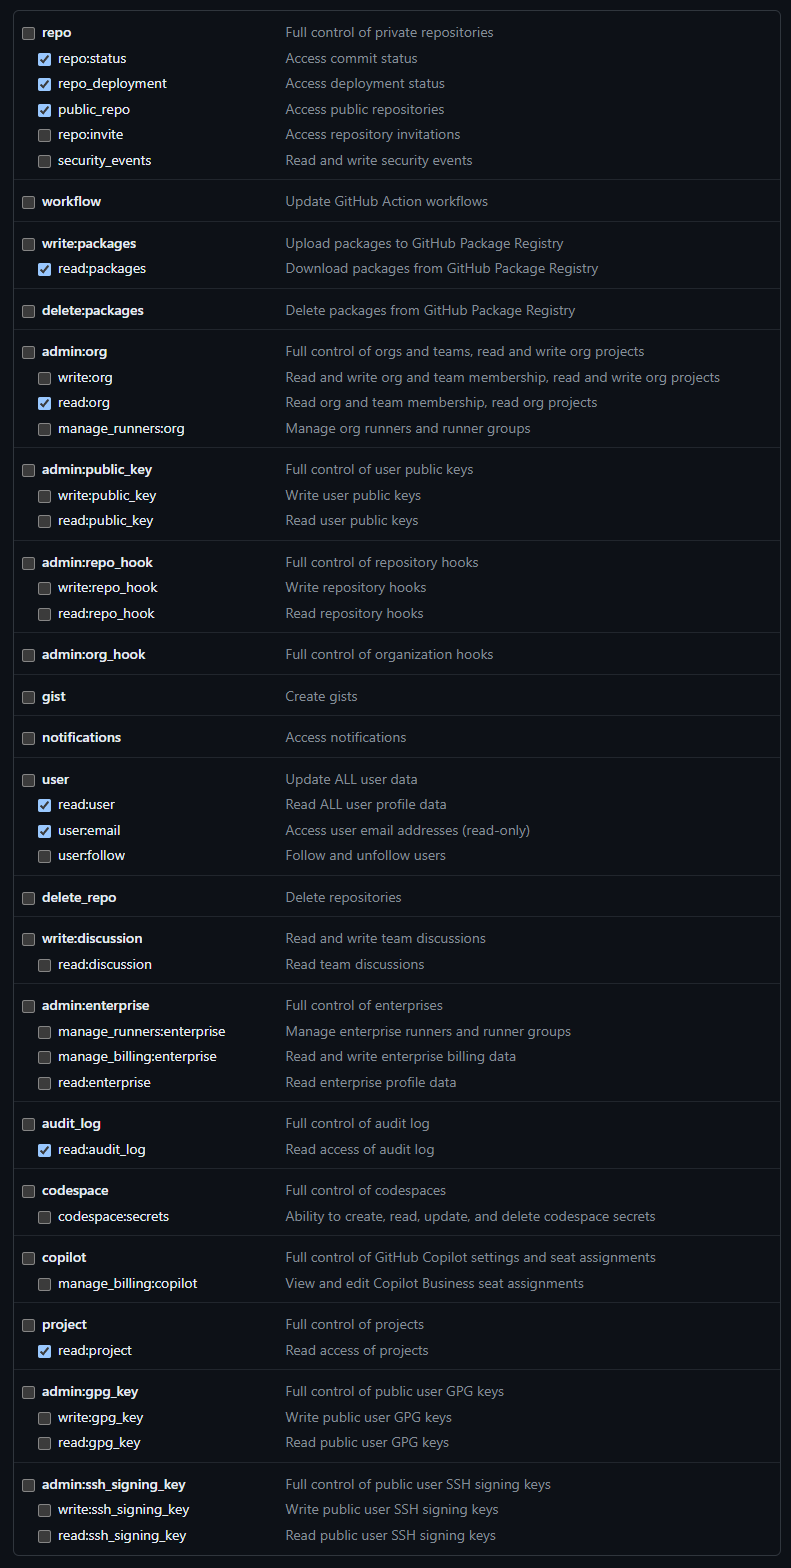 repo Full control of private repositories
repo:status Access commit status
repo_deployment Access deployment status
public_repo Access public repositories
repo:invite Access repository invitations
security_events Read and write security events
workflow Update GitHub Action workflows
write:packages Upload packages to GitHub Package Registry
read:packages Download packages from GitHub Package Registry
delete:packages Delete packages from GitHub Package Registry
admin:org Full control of orgs and teams, read and write org projects
write:org Read and write org and team membership, read and write org projects
read:org Read org and team membership, read org projects
manage_runners:org Manage org runners and runner groups
admin:public_key Full control of user public keys
write:public_key Write user public keys
read:public_key Read user public keys
admin:repo_hook Full control of repository hooks
write:repo_hook Write repository hooks
read:repo_hook Read repository hooks
admin:org_hook Full control of organization hooks
gist Create gists
notifications Access notifications
user Update ALL user data
read:user Read ALL user profile data
user:email Access user email addresses (read-only)
user:follow Follow and unfollow users
delete_repo Delete repositories
write:discussion Read and write team discussions
read:discussion Read team discussions
admin:enterprise Full control of enterprises
manage_runners:enterprise Manage enterprise runners and runner groups
manage_billing:enterprise Read and write enterprise billing data
read:enterprise Read enterprise profile data
audit_log Full control of audit log
read:audit_log Read access of audit log
codespace Full control of codespaces
codespace:secrets Ability to create, read, update, and delete codespace secrets
copilot Full control of GitHub Copilot settings and seat assignments
manage_billing:copilot View and edit Copilot Business seat assignments
project Full control of projects
read:project Read access of projects
admin:gpg_key Full control of public user GPG keys
write:gpg_key Write public user GPG keys
read:gpg_key Read public user GPG keys
admin:ssh_signing_key Full control of public user SSH signing keys
write:ssh_signing_key Write public user SSH signing keys
read:ssh_signing_key Read public user SSH signing keys